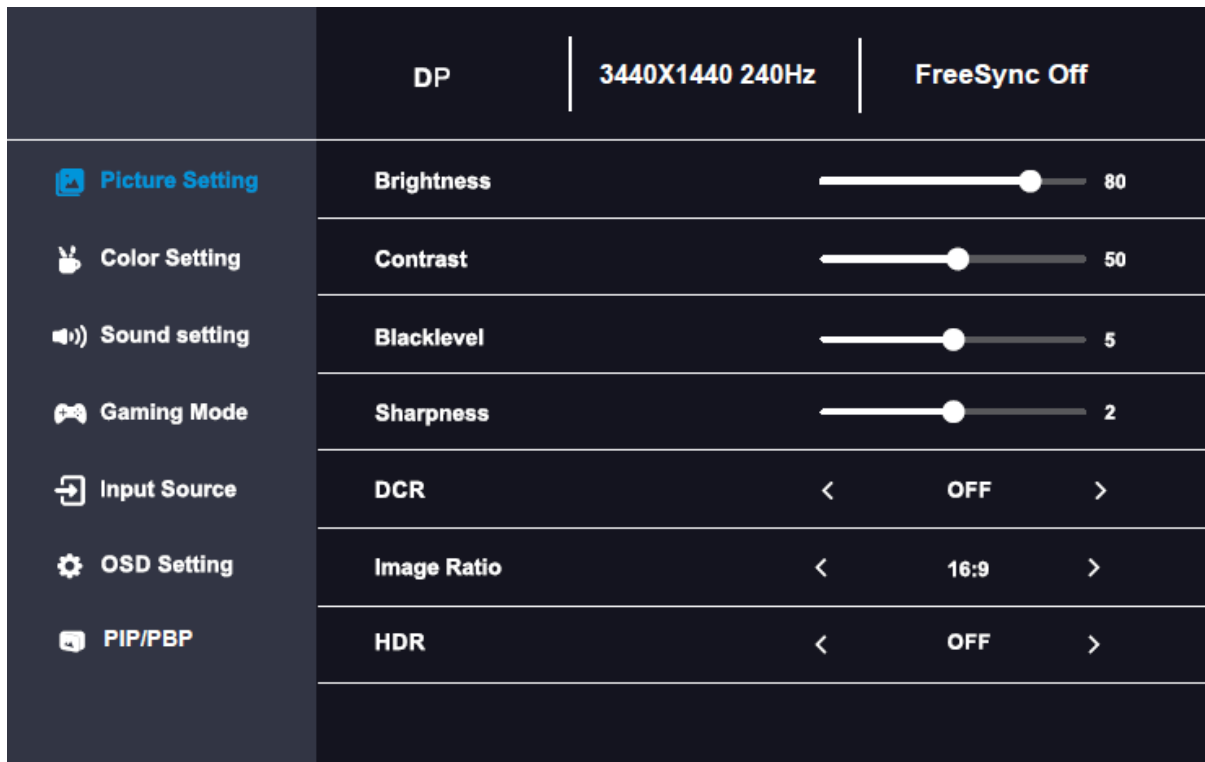 DP 3440X1440 240Hz FreeSync Off
Picture Setting Brightness 80
Color Setting Contrast 50
Sound setting Blacklevel 5
Gaming Mode Sharpness 2
Input Source DCR < OFF >
OSD Setting Image Ratio < 16:9 >
PIP/PBP HDR < OFF >